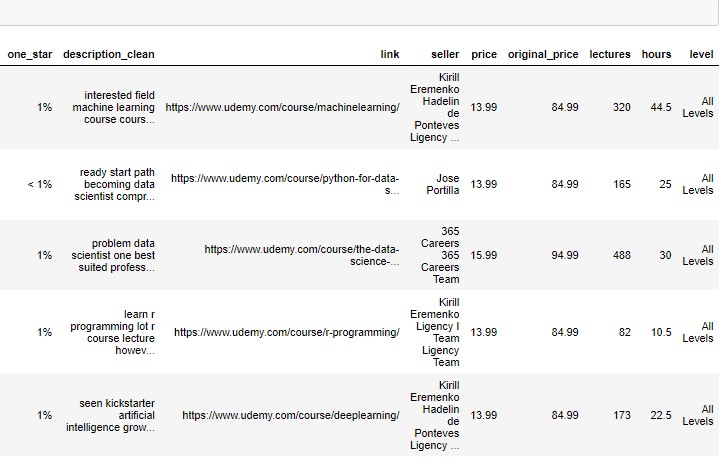 one_star description_clean link seller price original_price lectures hours level
1% interested field machine learning course cours... https://www.udemy.com/course/machinelearning/ Kirill Eremenko Hadelin de Ponteves Ligency ... 13.99 84.99 320 44.5 All Levels
< 1% ready start path becoming data scientist compr... https://www.udemy.com/course/python-for-data-s... Jose Portilla 13.99 84.99 165 25 All Levels
1% problem data scientist one best suited profess... https://www.udemy.com/course/the-data-science-... 365 Careers 365 Careers Team 15.99 94.99 488 30 All Levels
1% learn r programming lot r course lecture howev... https://www.udemy.com/course/r-programming/ Kirill Eremenko Ligency I Team Ligency Team 13.99 84.99 82 10.5 All Levels
1% seen kickstarter artificial intelligence grow... https://www.udemy.com/course/deeplearning/ Kirill Eremenko Hadelin de Ponteves Ligency ... 13.99 84.99 173 22.5 All Levels